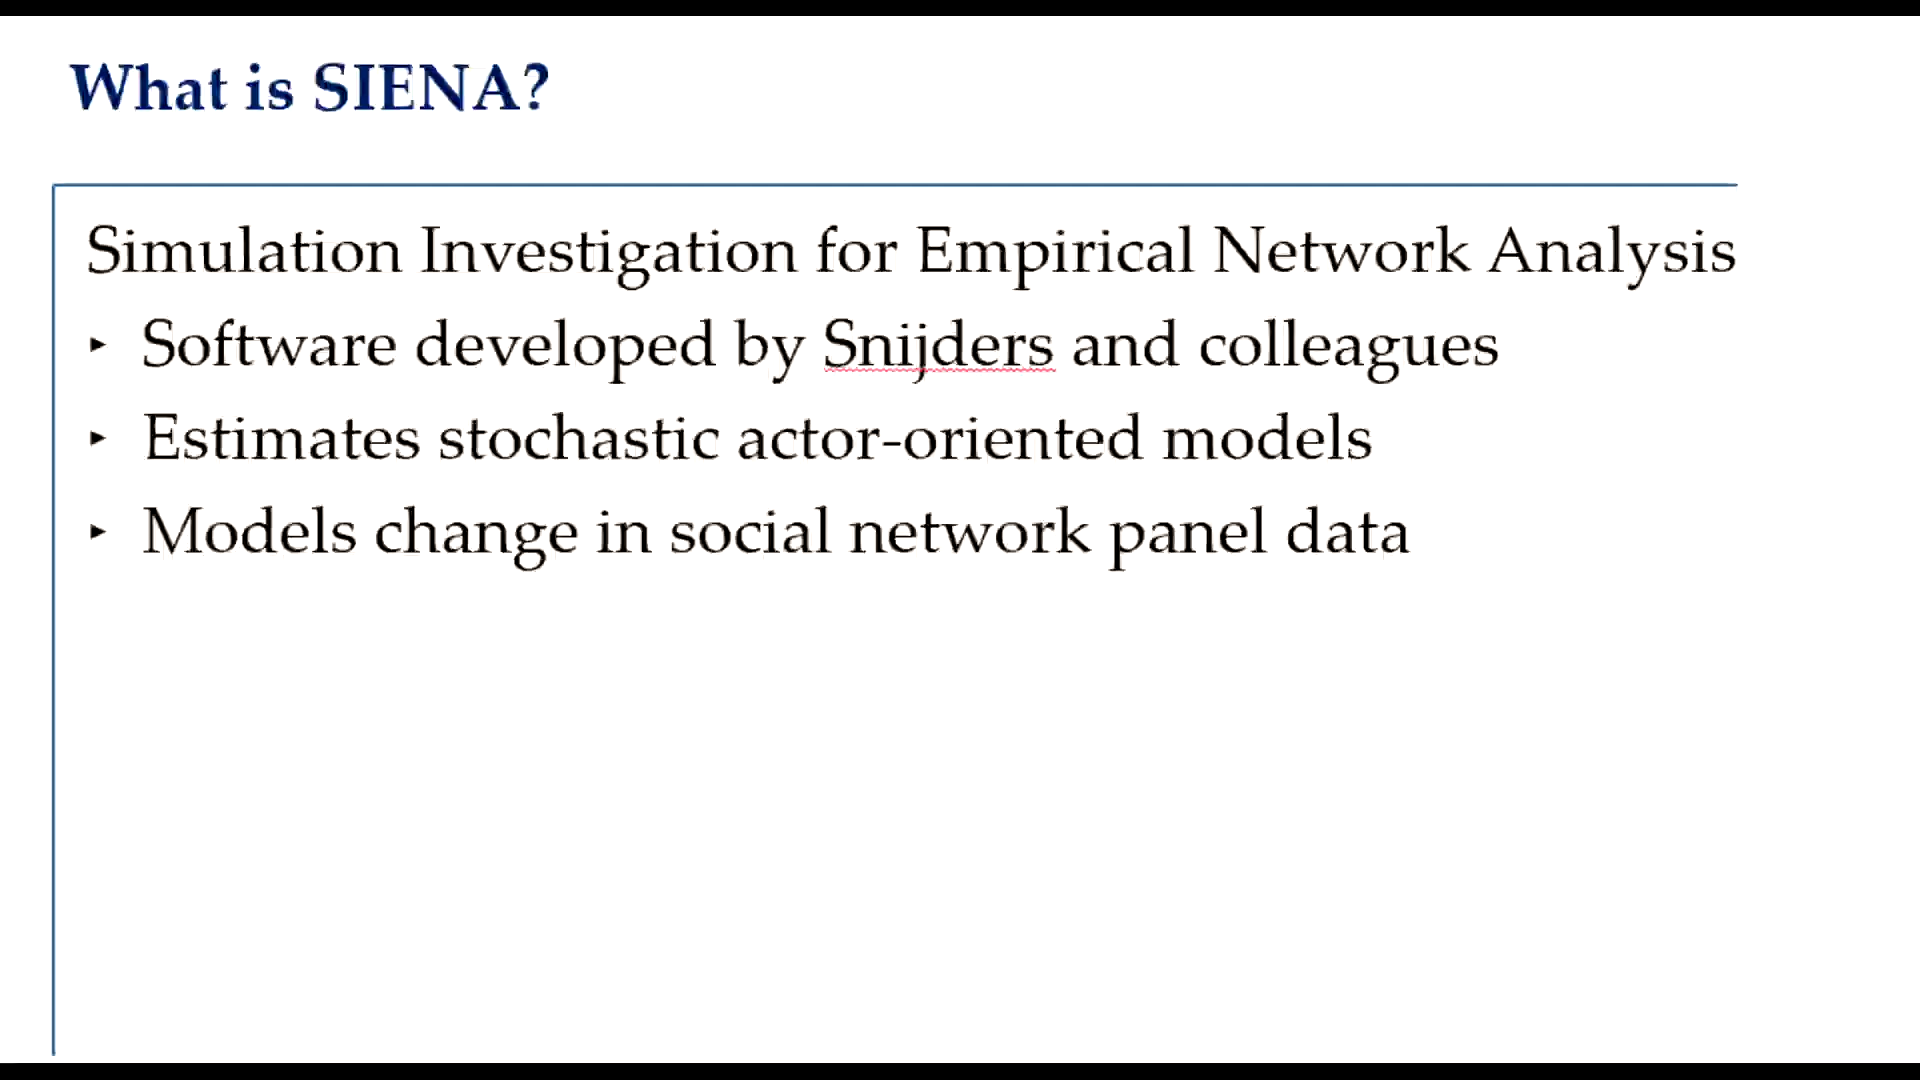 What is SIENA?
Simulation Investigation for Empirical Network Analysis
‣ Software developed by Snijders and colleagues
‣ Estimates stochastic actor-oriented models
‣ Models change in social network panel data